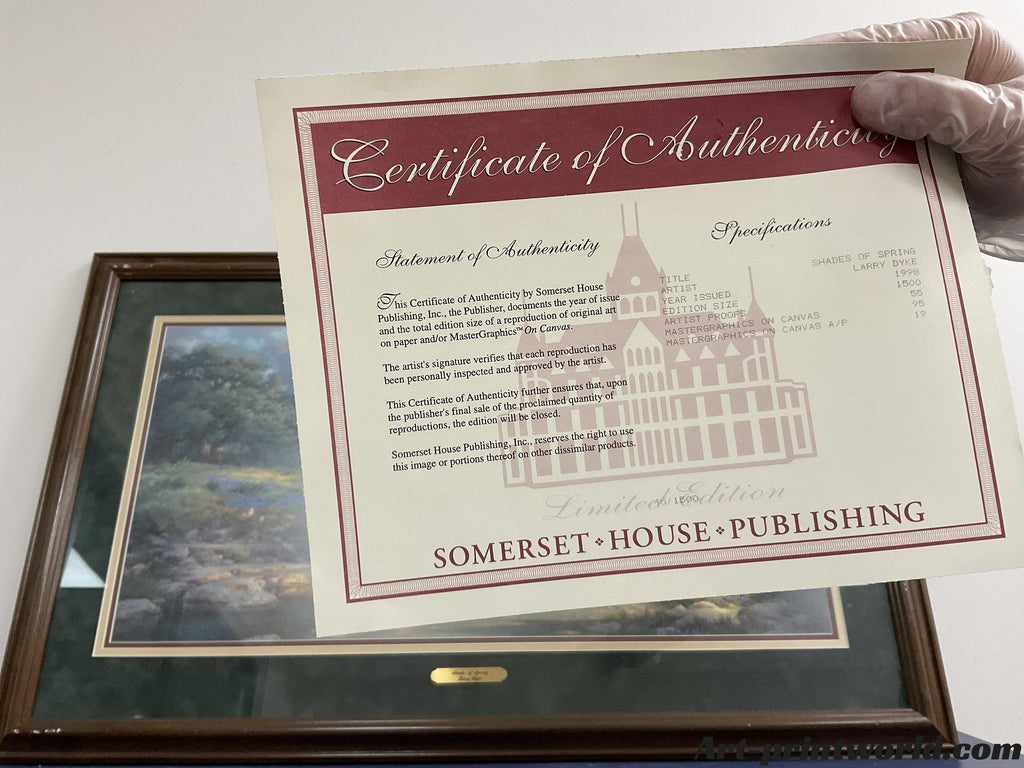 Certificate of Authenticity
Statement of Authenticity
This Certificate of Authenticity by Somerset House
Publishing, Inc., the Publisher, documents the year of issue
and the total edition size of a reproduction of original art
on paper and/or MasterGraphics™ On Canvas.
The artist's signature verifies that each reproduction has
been personally inspected and approved by the artist.
This Certificate of Authenticity further ensures that, upon
the publisher's final sale of the proclaimed quantity of
reproductions, the edition will be closed.
Somerset House Publishing, Inc., reserves the right to use
this image or portions thereof on other dissimilar products.
Specifications
TITLE SHADES OF SPRING
ARTIST LARRY DYKE
YEAR ISSUED 1998
EDITION SIZE 1500
ARTIST PROOFS 55
MASTERGRAPHICS ON CANVAS 95
MASTERGRAPHICS ON CANVAS A/P 19
Limited Edition
/1500
SOMERSET HOUSE PUBLISHING
Shades of Spring
Art-printworld.com